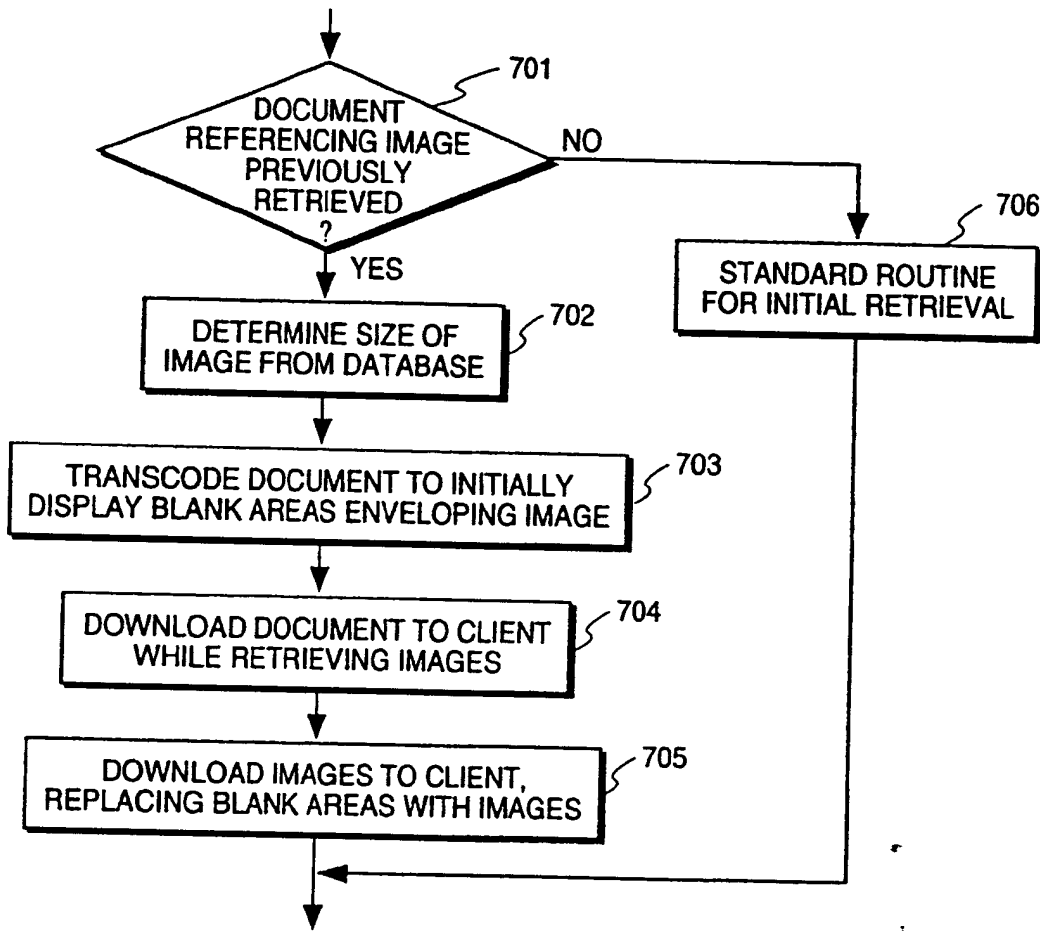 701
DOCUMENT
REFERENCING IMAGE
PREVIOUSLY
RETRIEVED
?
NO
YES
706
STANDARD ROUTINE
FOR INITIAL RETRIEVAL
702
DETERMINE SIZE OF
IMAGE FROM DATABASE
703
TRANSCODE DOCUMENT TO INITIALLY
DISPLAY BLANK AREAS ENVELOPING IMAGE
704
DOWNLOAD DOCUMENT TO CLIENT
WHILE RETRIEVING IMAGES
705
DOWNLOAD IMAGES TO CLIENT,
REPLACING BLANK AREAS WITH IMAGES